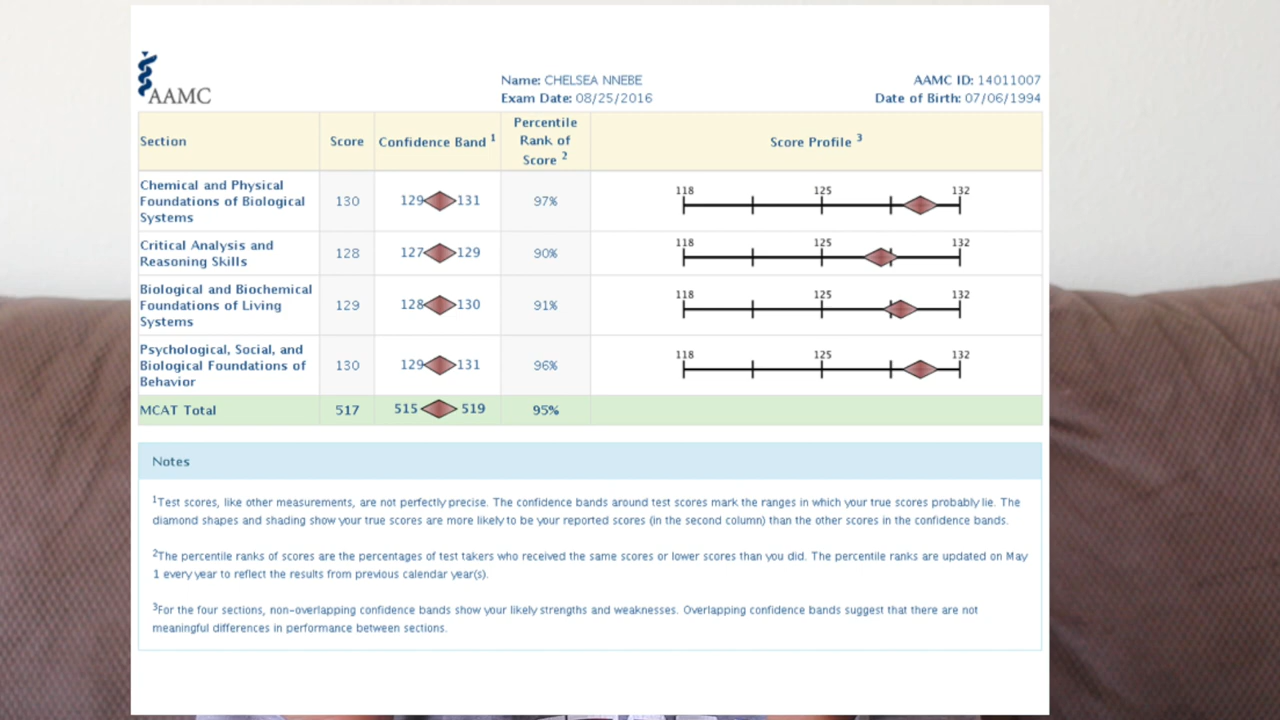 AAMC
Name: CHELSEA NNEBE
AAMC ID: 14011007
Exam Date: 08/25/2016
Date of Birth: 07/06/1994
Section
Score
Confidence Band 1
Percentile
Rank of
Score 2
Score Profile 3
Chemical and Physical
Foundations of Biological
Systems
130
129 131
97%
118 125 132
Critical Analysis and
Reasoning Skills
128
127 129
90%
118 125 132
Biological and Biochemical
Foundations of Living
Systems
129
128 130
91%
118 125 132
Psychological, Social, and
Biological Foundations of
Behavior
130
129 131
96%
118 125 132
MCAT Total
517
515 519
95%
Notes
1Test scores, like other measurements, are not perfectly precise. The confidence bands around test scores mark the ranges in which your true scores probably lie. The
diamond shapes and shading show your true scores are more likely to be your reported scores (in the second column) than the other scores in the confidence bands.
2The percentile ranks of scores are the percentages of test takers who received the same scores or lower scores than you did. The percentile ranks are updated on May
1 every year to reflect the results from previous calendar year(s).
3For the four sections, non-overlapping confidence bands show your likely strengths and weaknesses. Overlapping confidence bands suggest that there are not
meaningful differences in performance between sections.